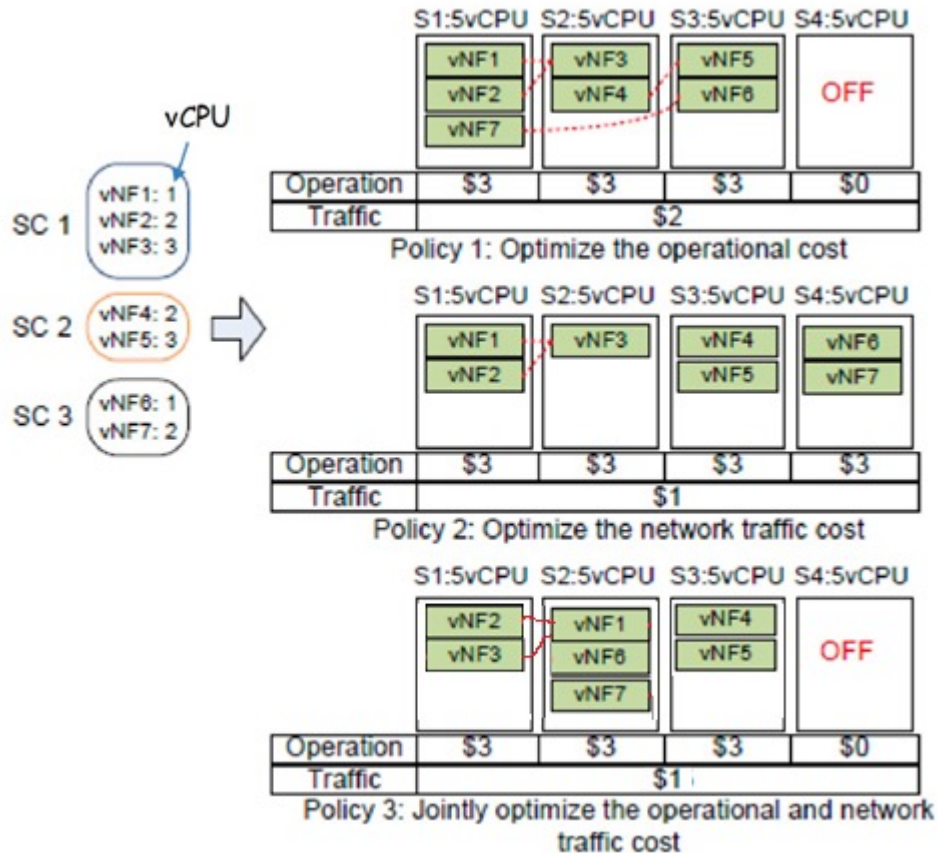 vCPU
SC 1
vNF1: 1
vNF2: 2
vNF3: 3
SC 2
vNF4: 2
vNF5: 3
SC 3
vNF6: 1
vNF7: 2
S1:5vCPU S2:5vCPU S3:5vCPU S4:5vCPU
vNF1 vNF3 vNF5
vNF2 vNF4 vNF6 OFF
vNF7
Operation $3 $3 $3 $0
Traffic $2
Policy 1: Optimize the operational cost
S1:5vCPU S2:5vCPU S3:5vCPU S4:5vCPU
vNF1 vNF3 vNF4 vNF6
vNF2 vNF5 vNF7
Operation $3 $3 $3 $3
Traffic $1
Policy 2: Optimize the network traffic cost
S1:5vCPU S2:5vCPU S3:5vCPU S4:5vCPU
vNF2 vNF1 vNF4
vNF3 vNF6 vNF5 OFF
vNF7
Operation $3 $3 $3 $0
Traffic $1
Policy 3: Jointly optimize the operational and network
traffic cost